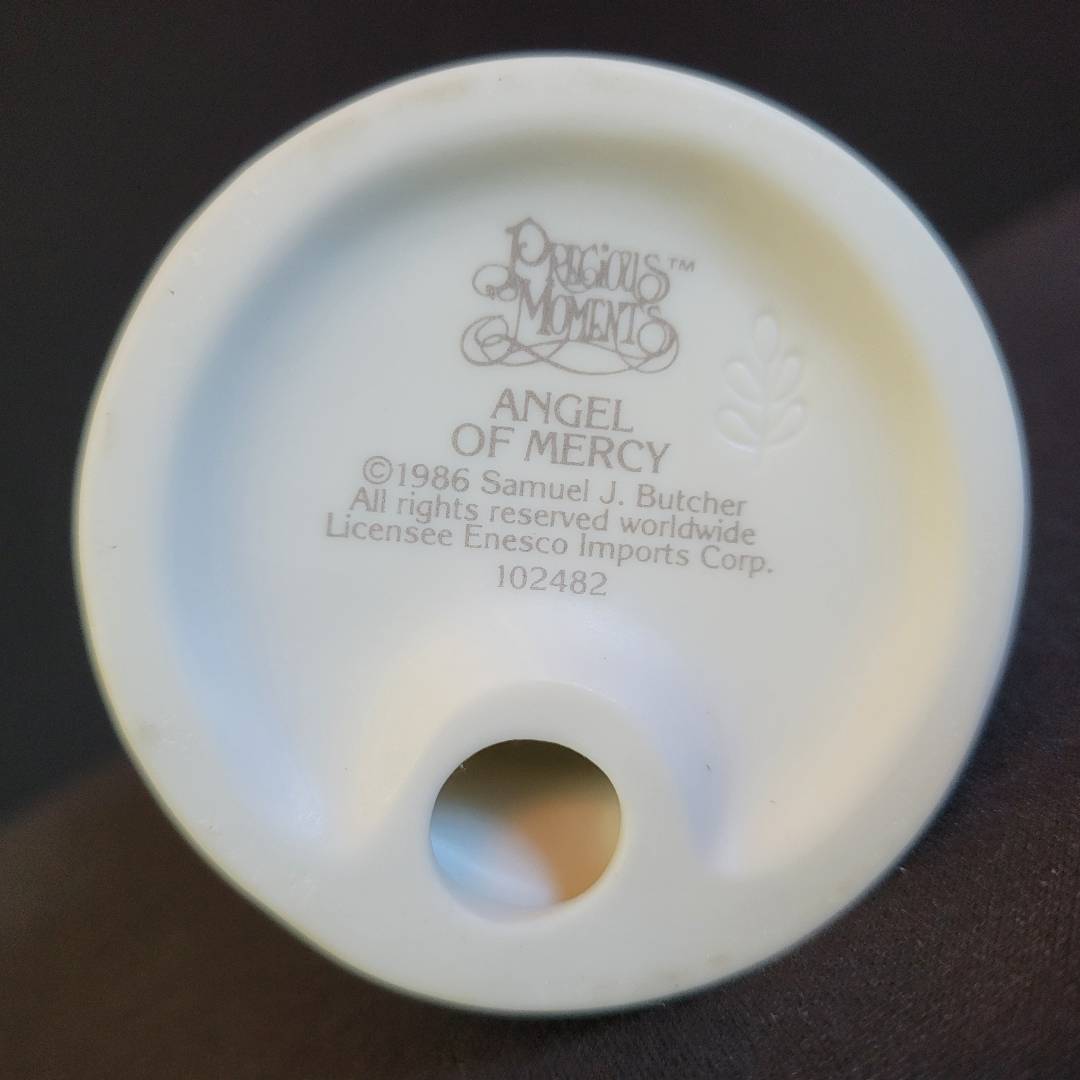 Precious™
Moments
ANGEL
OF MERCY
©1986 Samuel J. Butcher
All rights reserved worldwide
Licensee Enesco Imports Corp.
102482